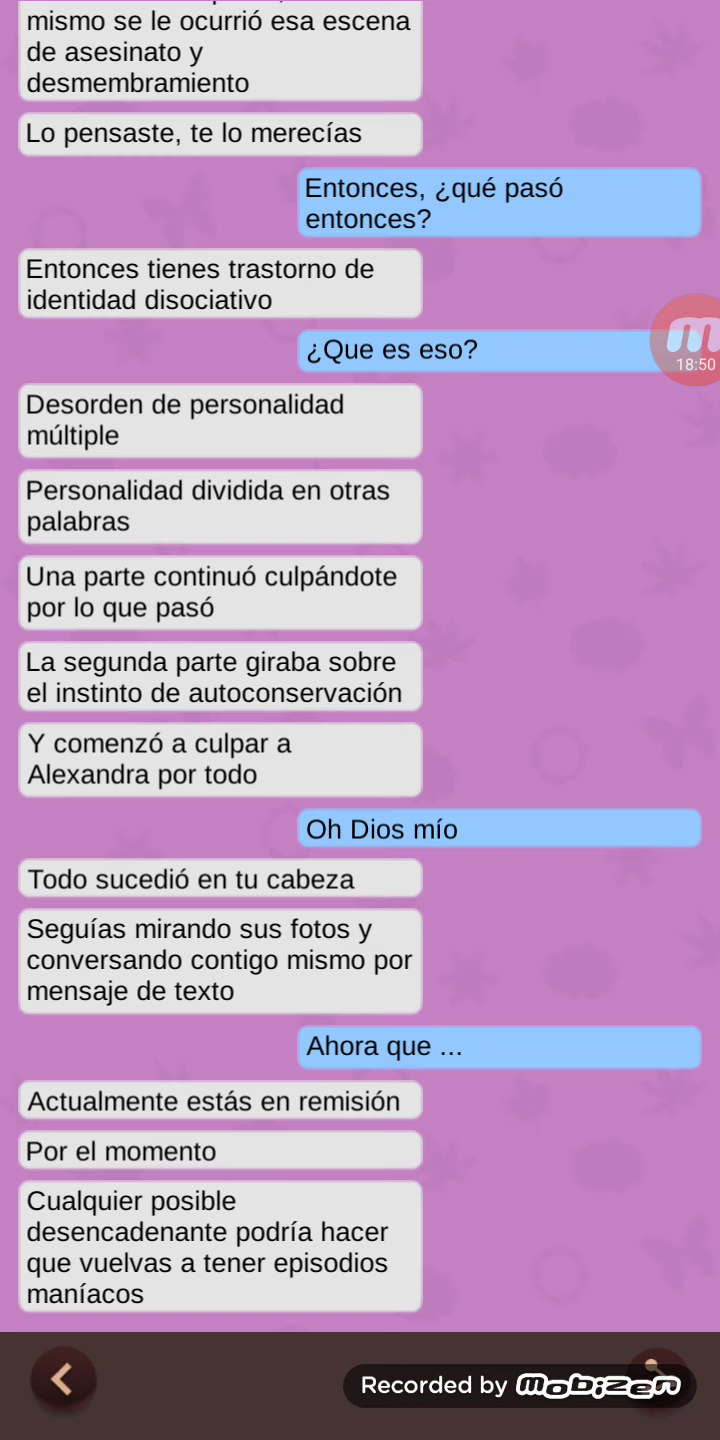 mismo se le ocurrió esa escena
de asesinato y
desmembramiento
Lo pensaste, te lo merecías
Entonces, ¿qué pasó
entonces?
Entonces tienes trastorno de
identidad disociativo
¿Que es eso?
18:50
Desorden de personalidad
múltiple
Personalidad dividida en otras
palabras
Una parte continuó culpándote
por lo que pasó
La segunda parte giraba sobre
el instinto de autoconservación
Y comenzó a culpar a
Alexandra por todo
Oh Dios mío
Todo sucedió en tu cabeza
Seguías mirando sus fotos y
conversando contigo mismo por
mensaje de texto
Ahora que ...
Actualmente estás en remisión
Por el momento
Cualquier posible
desencadenante podría hacer
que vuelvas a tener episodios
maníacos
Recorded by mobizen